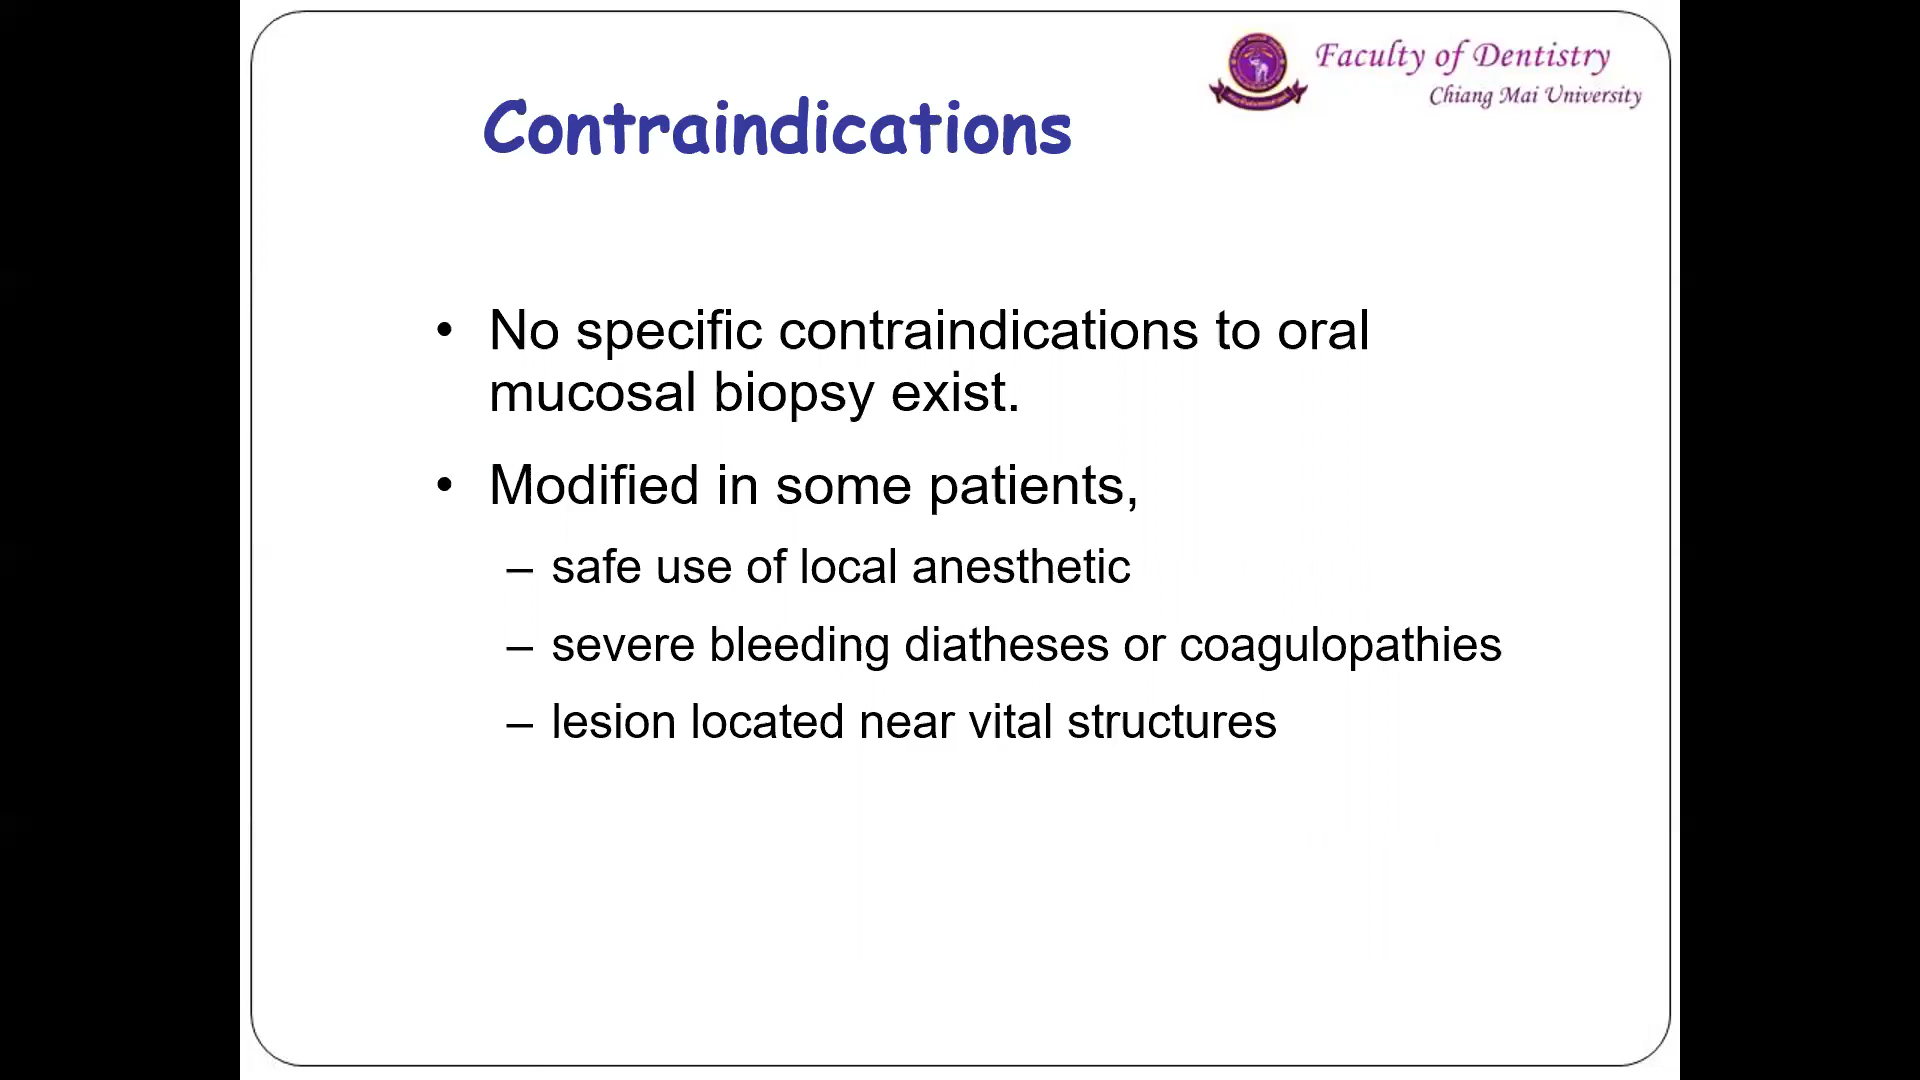 Faculty of Dentistry
Chiang Mai University
Contraindications
• No specific contraindications to oral
mucosal biopsy exist.
• Modified in some patients,
– safe use of local anesthetic
– severe bleeding diatheses or coagulopathies
– lesion located near vital structures